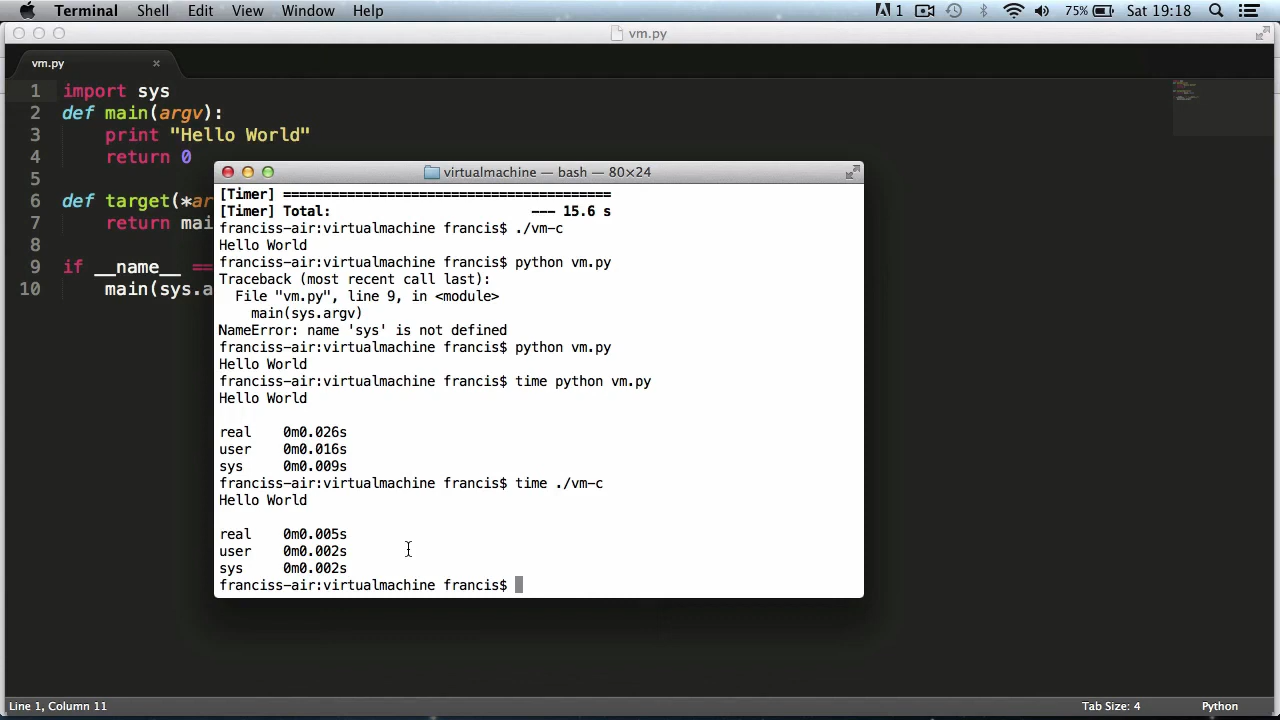 Terminal Shell Edit View Window Help 1 75% Sat 19:18
vm.py
vm.py ×
1 import sys
2 def main(argv):
3 print "Hello World"
4 return 0
5
6 def target(*ar
7 return mai
8
9 if __name__ ==
10 main(sys.a
virtualmachine — bash — 80×24
[Timer] ========================================
[Timer] Total: --- 15.6 s
franciss-air:virtualmachine francis$ ./vm-c
Hello World
franciss-air:virtualmachine francis$ python vm.py
Traceback (most recent call last):
File "vm.py", line 9, in <module>
main(sys.argv)
NameError: name 'sys' is not defined
franciss-air:virtualmachine francis$ python vm.py
Hello World
franciss-air:virtualmachine francis$ time python vm.py
Hello World
real 0m0.026s
user 0m0.016s
sys 0m0.009s
franciss-air:virtualmachine francis$ time ./vm-c
Hello World
real 0m0.005s
user 0m0.002s
sys 0m0.002s
franciss-air:virtualmachine francis$
Line 1, Column 11 Tab Size: 4 Python